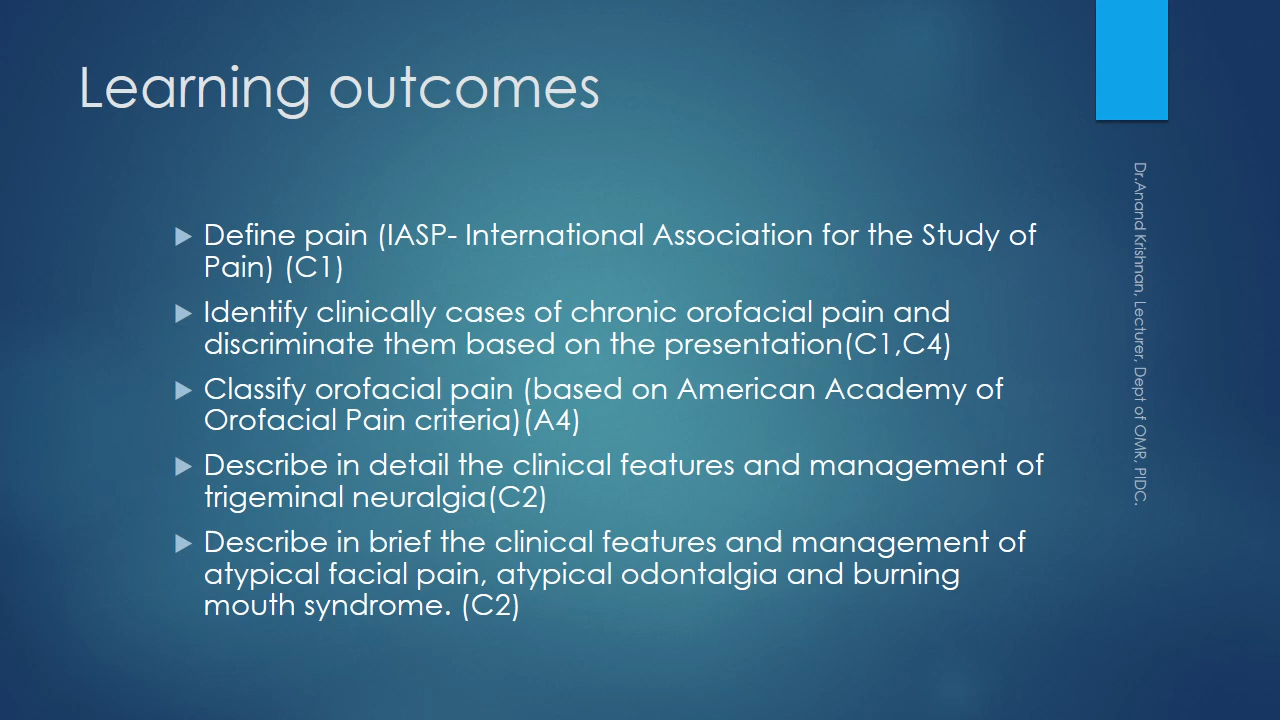 Learning outcomes
Define pain (IASP- International Association for the Study of
Pain) (C1)
Identify clinically cases of chronic orofacial pain and
discriminate them based on the presentation(C1,C4)
Classify orofacial pain (based on American Academy of
Orofacial Pain criteria)(A4)
Describe in detail the clinical features and management of
trigeminal neuralgia(C2)
Describe in brief the clinical features and management of
atypical facial pain, atypical odontalgia and burning
mouth syndrome. (C2)
Dr.Anand Krishnan, Lecturer, Dept of OMR, PIDC.